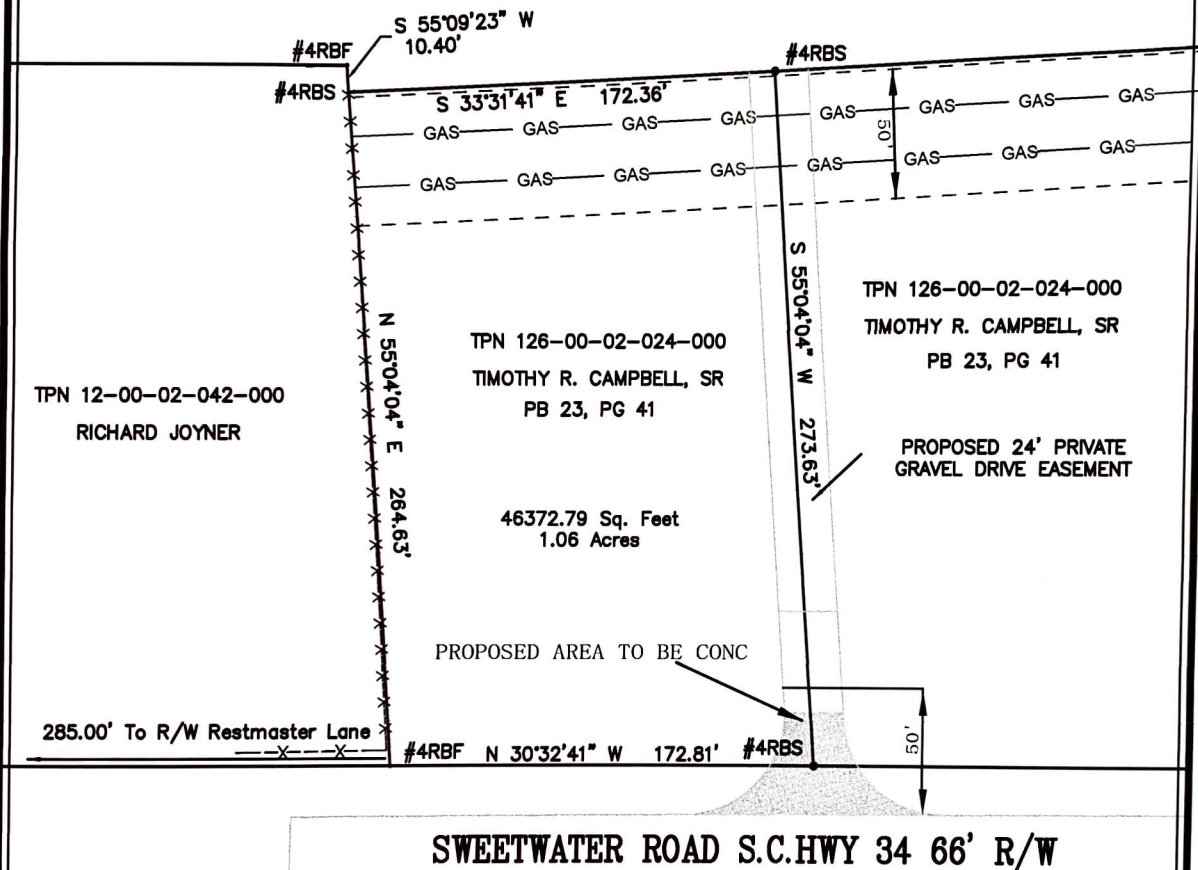 S 55°09'23" W
10.40'
#4RBF
#4RBS
#4RBS
S 33°31'41" E 172.36'
GAS GAS GAS GAS GAS GAS GAS GAS
GAS GAS GAS GAS GAS GAS GAS GAS
50'
N 55°04'04" E 264.63'
S 55°04'04" W 273.63'
TPN 12-00-02-042-000
RICHARD JOYNER
TPN 126-00-02-024-000
TIMOTHY R. CAMPBELL, SR
PB 23, PG 41
TPN 126-00-02-024-000
TIMOTHY R. CAMPBELL, SR
PB 23, PG 41
PROPOSED 24' PRIVATE
GRAVEL DRIVE EASEMENT
46372.79 Sq. Feet
1.06 Acres
PROPOSED AREA TO BE CONC
285.00' To R/W Restmaster Lane
#4RBF N 30°32'41" W 172.81' #4RBS
50'
SWEETWATER ROAD S.C.HWY 34 66' R/W